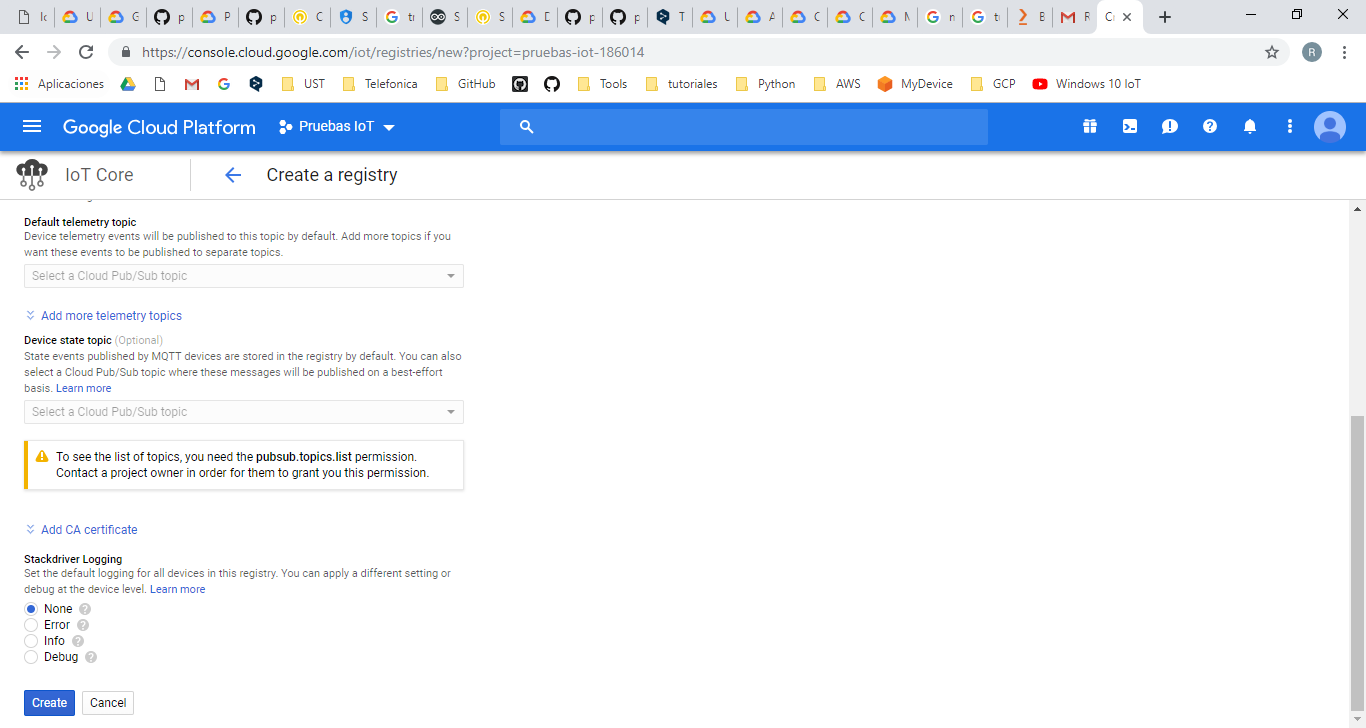 U
G
p
P
p
C
S
tr
S
S
D
p
p
T
U
A
C
C
N
n
t
B
R
https://console.cloud.google.com/iot/registries/new?project=pruebas-iot-186014
R
Aplicaciones
UST
Telefonica
GitHub
Tools
tutoriales
Python
AWS
MyDevice
GCP
Windows 10 IoT
Google Cloud Platform
Pruebas IoT
IoT Core
Create a registry
Default telemetry topic
Device telemetry events will be published to this topic by default. Add more topics if you
want these events to be published to separate topics.
Select a Cloud Pub/Sub topic
Add more telemetry topics
Device state topic (Optional)
State events published by MQTT devices are stored in the registry by default. You can also
select a Cloud Pub/Sub topic where these messages will be published on a best-effort
basis. Learn more
Select a Cloud Pub/Sub topic
To see the list of topics, you need the pubsub.topics.list permission.
Contact a project owner in order for them to grant you this permission.
Add CA certificate
Stackdriver Logging
Set the default logging for all devices in this registry. You can apply a different setting or
debug at the device level. Learn more
None
Error
Info
Debug
Create
Cancel